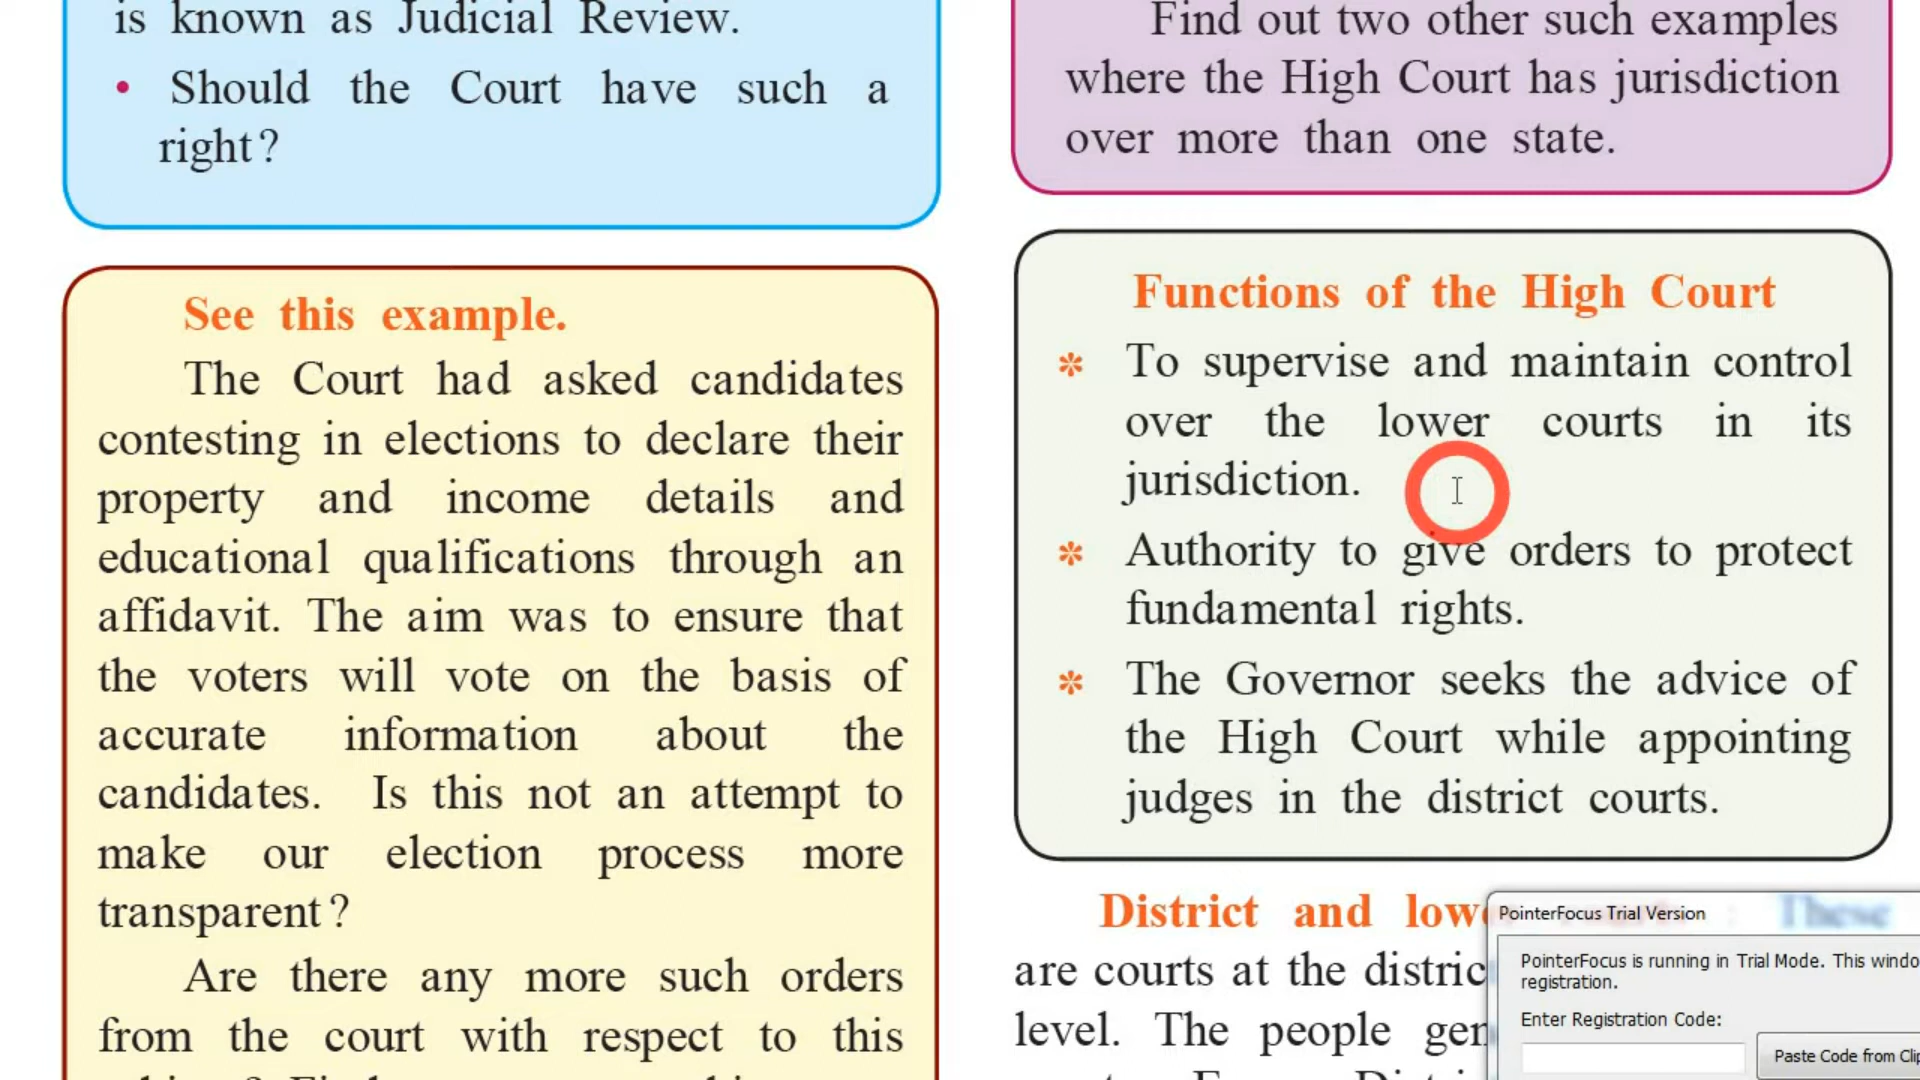 is known as Judicial Review.
• Should the Court have such a
right?
See this example.
The Court had asked candidates
contesting in elections to declare their
property and income details and
educational qualifications through an
affidavit. The aim was to ensure that
the voters will vote on the basis of
accurate information about the
candidates. Is this not an attempt to
make our election process more
transparent?
Are there any more such orders
from the court with respect to this
Find out two other such examples
where the High Court has jurisdiction
over more than one state.
Functions of the High Court
* To supervise and maintain control
over the lower courts in its
jurisdiction.
* Authority to give orders to protect
fundamental rights.
* The Governor seeks the advice of
the High Court while appointing
judges in the district courts.
District and : These
are courts at the
level. The people
PointerFocus Trial Version
PointerFocus is running in Trial Mode. This
registration.
Enter Registration Code:
Paste Code from